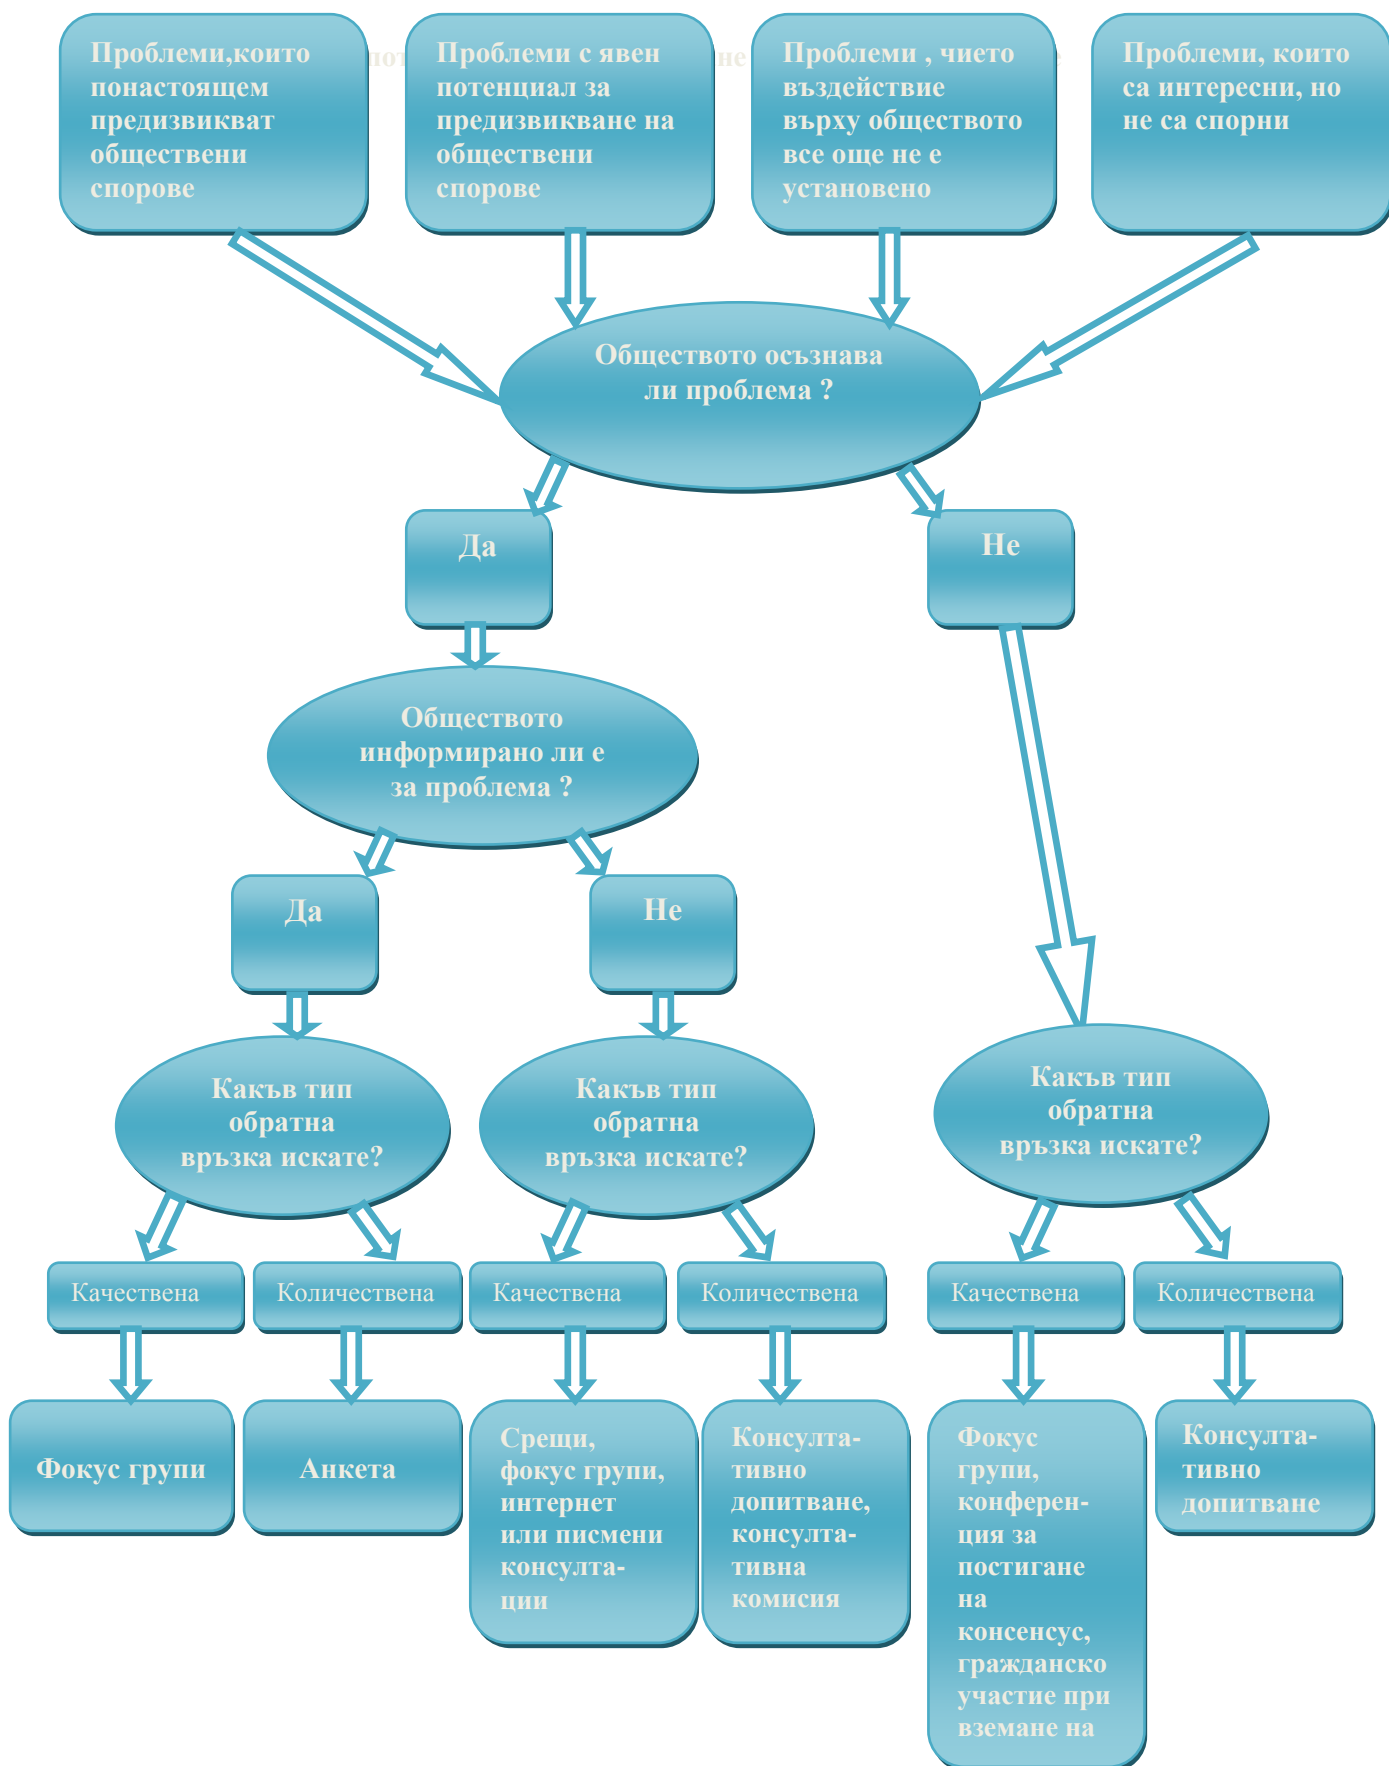 Проблеми,които
понастоящем
предизвикват
обществени
спорове
Проблеми с явен
потенциал за
предизвикване на
обществени
спорове
Проблеми , чието
въздействие
върху обществото
все още не е
установено
Проблеми, които
са интересни, но
не са спорни
Обществото осъзнава
ли проблема ?
Да
Не
Обществото
информирано ли е
за проблема ?
Да
Не
Какъв тип
обратна
връзка искате?
Какъв тип
обратна
връзка искате?
Какъв тип
обратна
връзка искате?
Качествена
Количествена
Качествена
Количествена
Качествена
Количествена
Фокус групи
Анкета
Срещи,
фокус групи,
интернет
или писмени
консулта-
ции
Консулта-
тивно
допитване,
консулта-
тивна
комисия
Фокус
групи,
конферен-
ция за
постигане
на
консенсус,
гражданско
участие при
вземане на
Консулта-
тивно
допитване